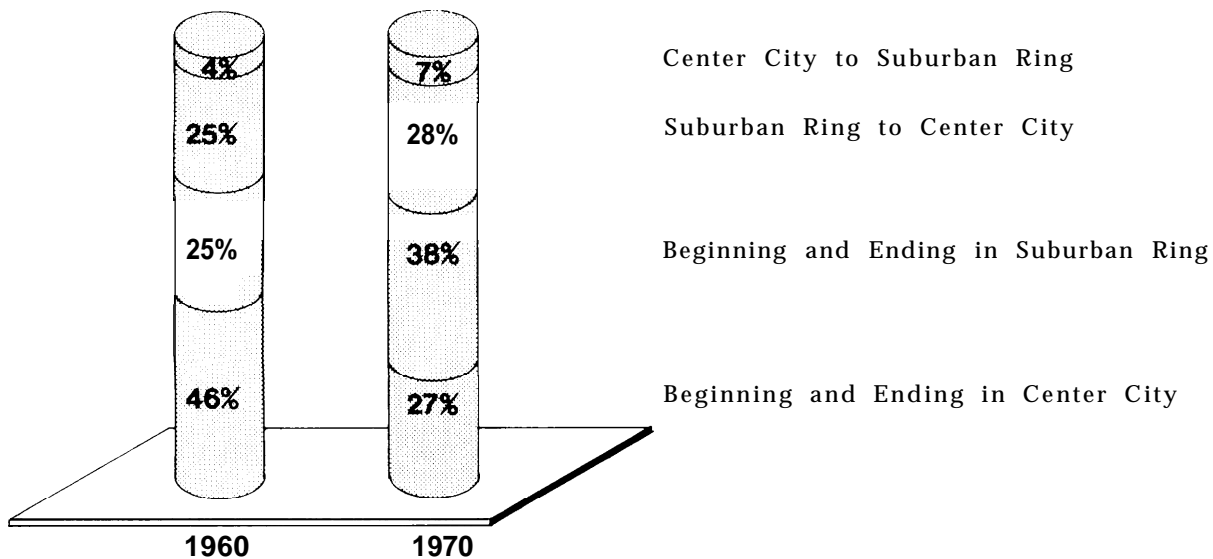 4% 7% Center City to Suburban Ring
25% 28% Suburban Ring to Center City
25% 38% Beginning and Ending in Suburban Ring
46% 27% Beginning and Ending in Center City
1960 1970